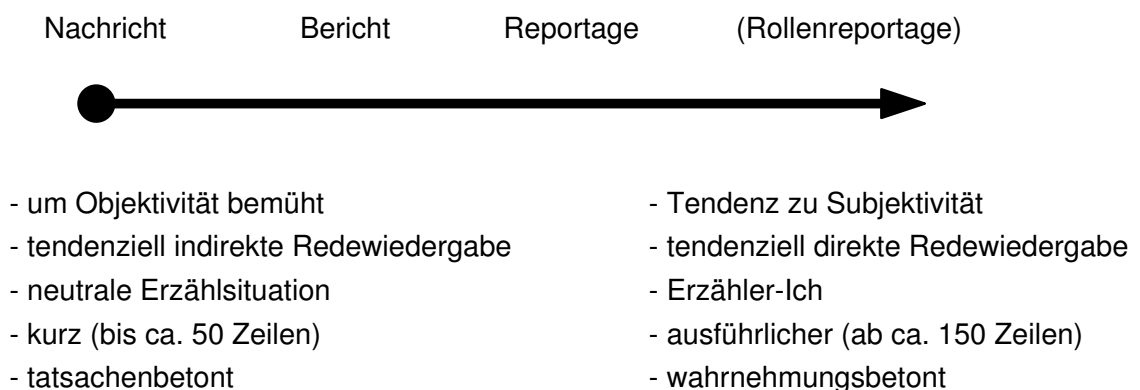 Nachricht Bericht Reportage (Rollenreportage)
- um Objektivität bemüht - Tendenz zu Subjektivität
- tendenziell indirekte Redewiedergabe - tendenziell direkte Redewiedergabe
- neutrale Erzählsituation - Erzähler-Ich
- kurz (bis ca. 50 Zeilen) - ausführlicher (ab ca. 150 Zeilen)
- tatsachenbetont - wahrnehmungsbetont